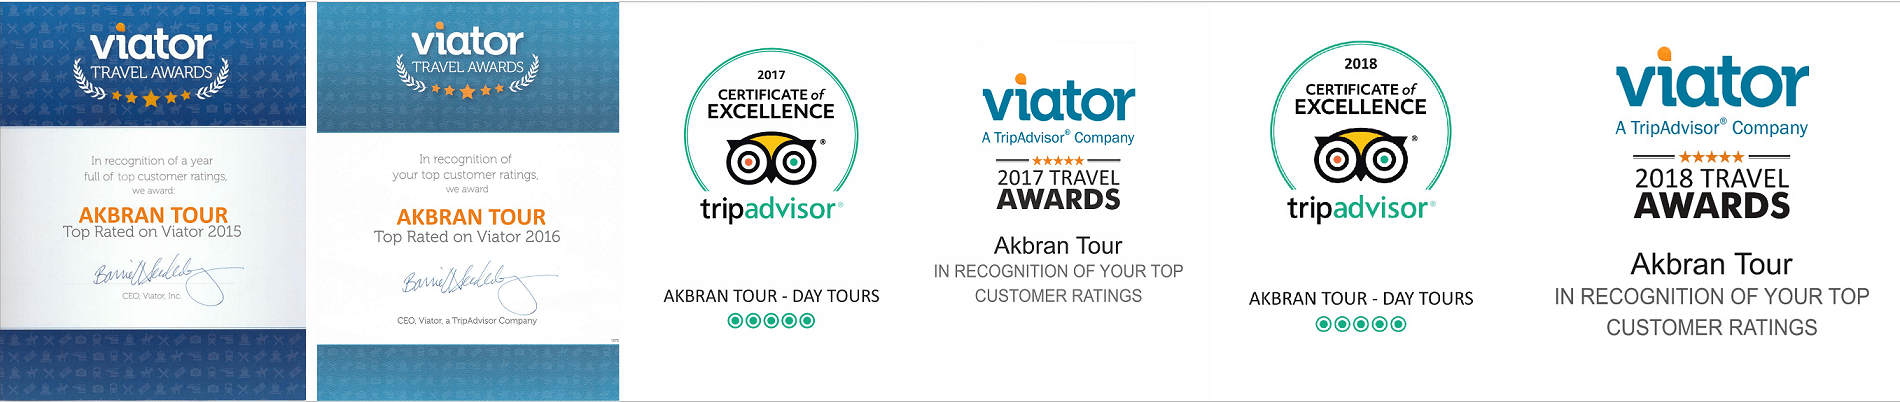 viator
TRAVEL AWARDS
In recognition of a year
full of top customer ratings,
we award:
AKBRAN TOUR
Top Rated on Viator 2015
CEO, Viator, Inc.
viator
TRAVEL AWARDS
In recognition of
your top customer ratings,
we award
AKBRAN TOUR
Top Rated on Viator 2016
CEO, Viator, a TripAdvisor Company
2017
CERTIFICATE of
EXCELLENCE
tripadvisor®
AKBRAN TOUR - DAY TOURS
viator
A TripAdvisor® Company
2017 TRAVEL
AWARDS
Akbran Tour
IN RECOGNITION OF YOUR TOP
CUSTOMER RATINGS
2018
CERTIFICATE of
EXCELLENCE
tripadvisor®
AKBRAN TOUR - DAY TOURS
viator
A TripAdvisor® Company
2018 TRAVEL
AWARDS
Akbran Tour
IN RECOGNITION OF YOUR TOP
CUSTOMER RATINGS